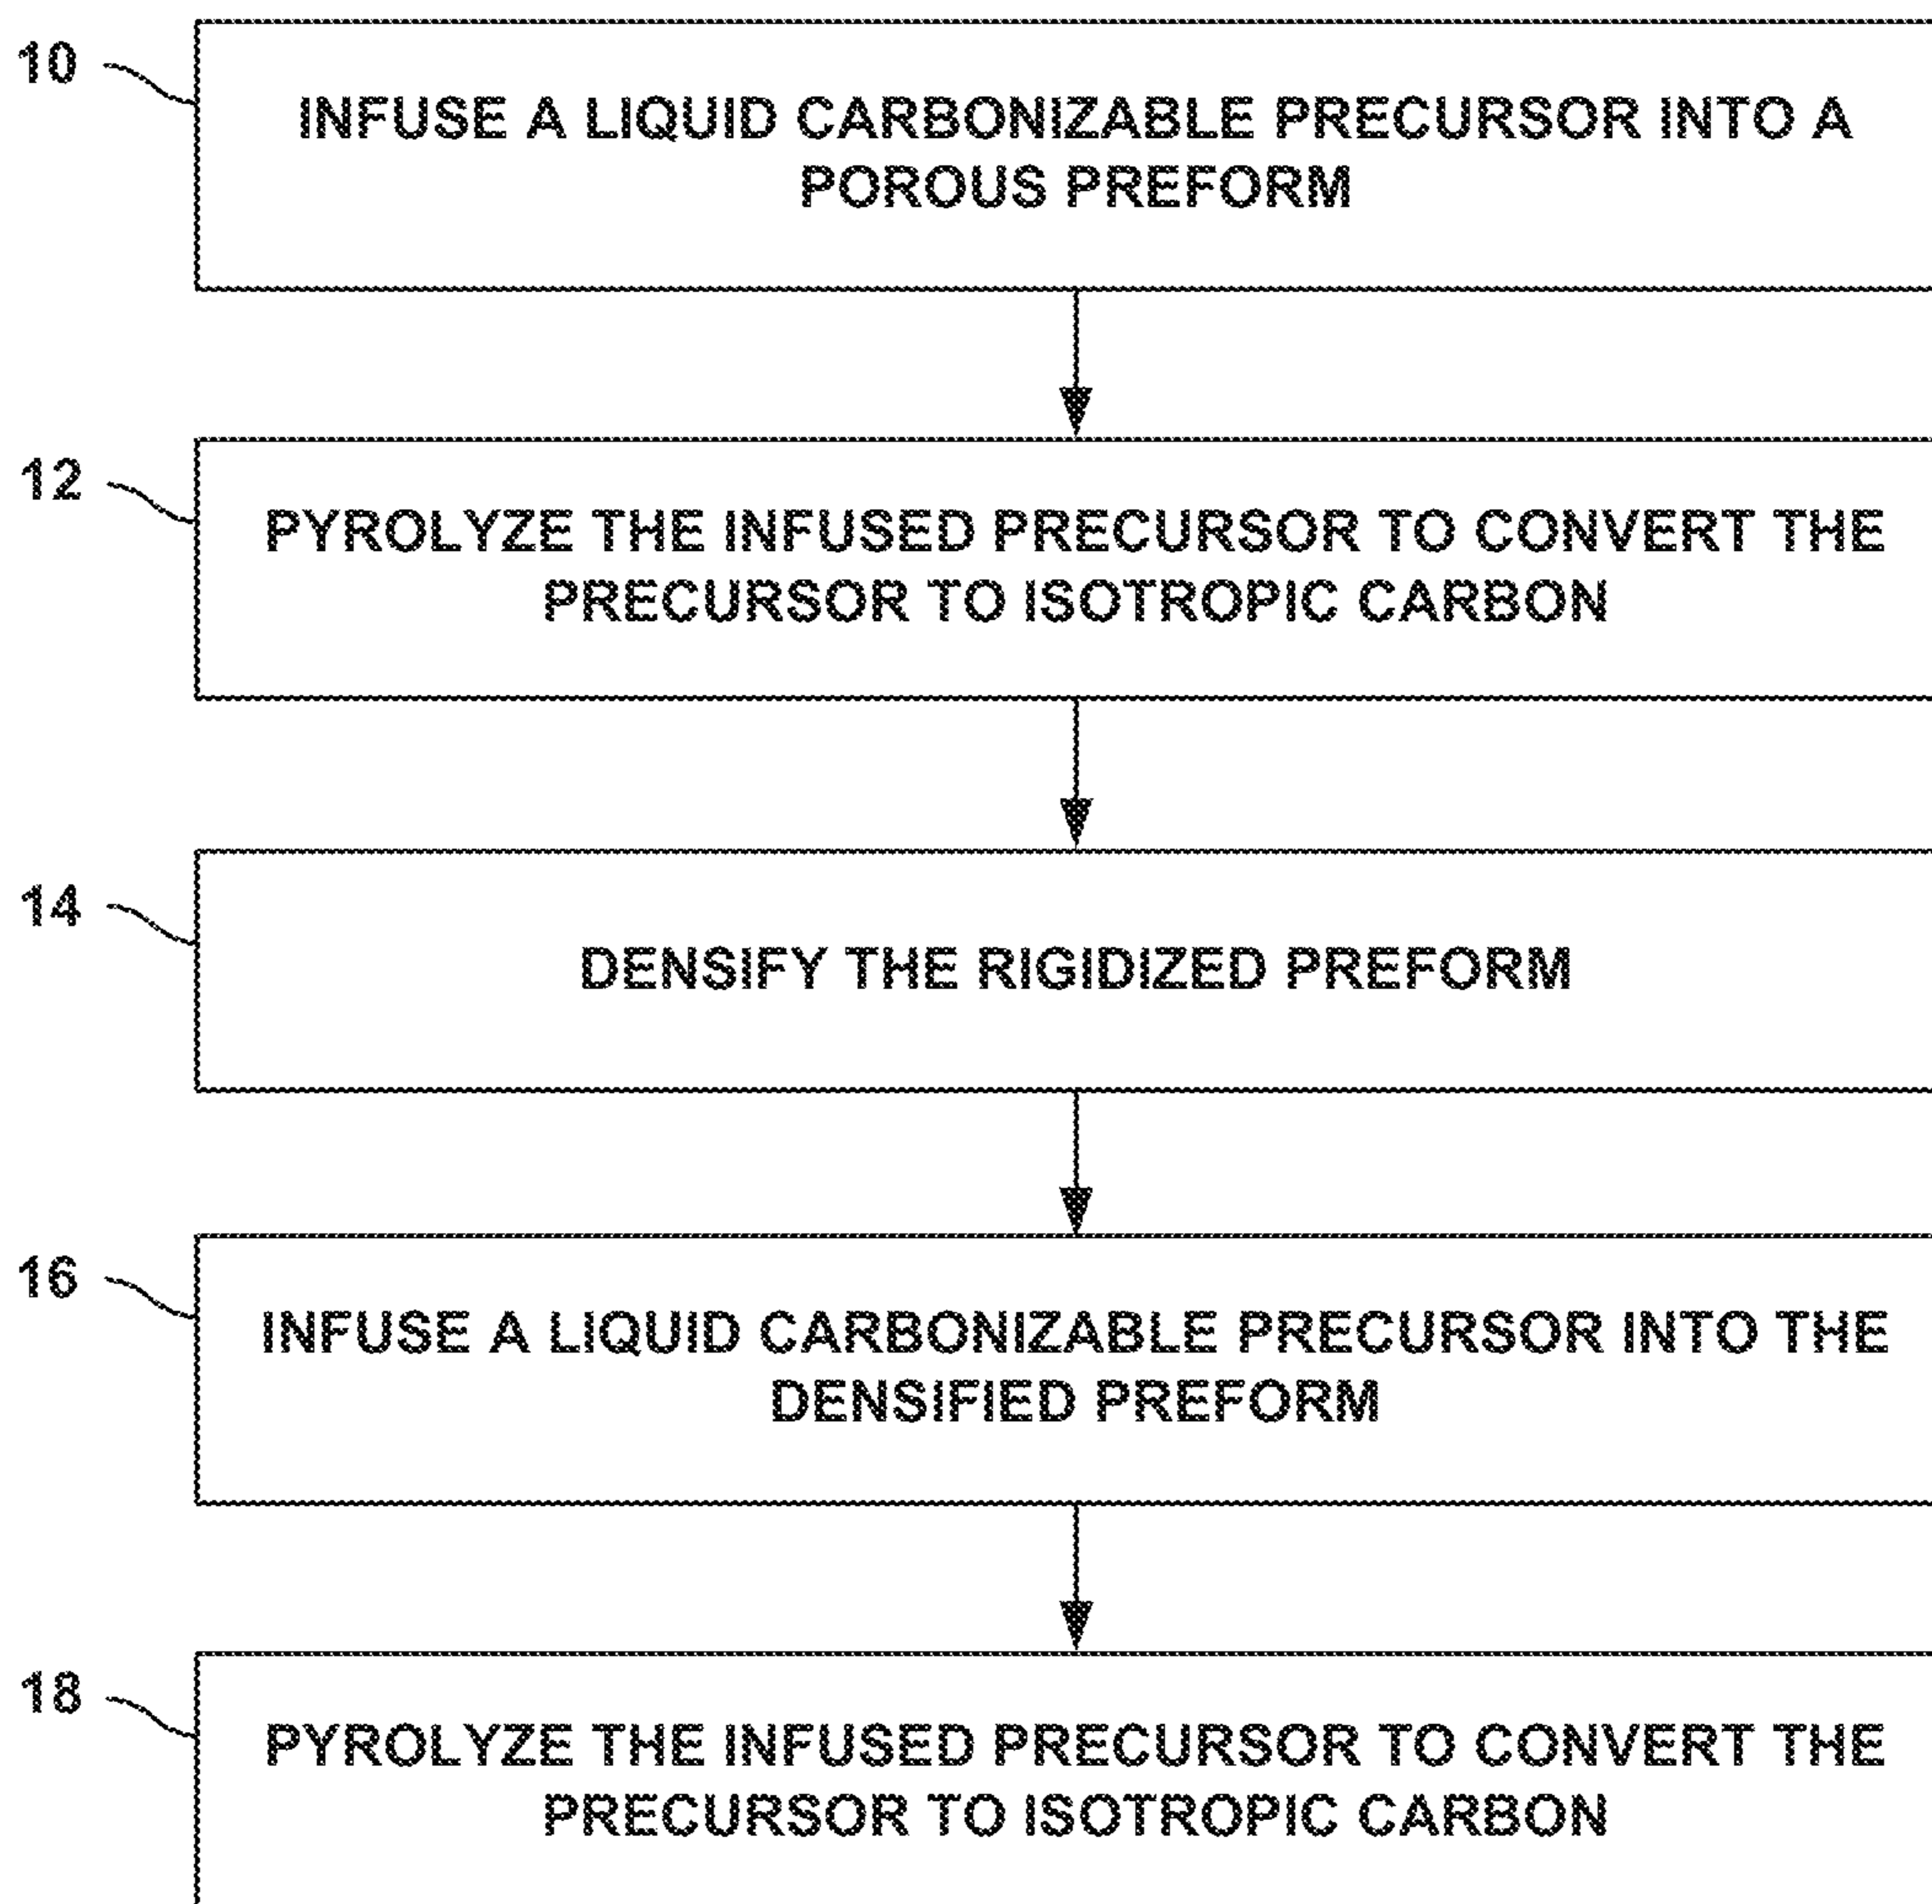 10
INFUSE A LIQUID CARBONIZABLE PRECURSOR INTO A
POROUS PREFORM
12
PYROLYZE THE INFUSED PRECURSOR TO CONVERT THE
PRECURSOR TO ISOTROPIC CARBON
14
DENSIFY THE RIGIDIZED PREFORM
16
INFUSE A LIQUID CARBONIZABLE PRECURSOR INTO THE
DENSIFIED PREFORM
18
PYROLYZE THE INFUSED PRECURSOR TO CONVERT THE
PRECURSOR TO ISOTROPIC CARBON